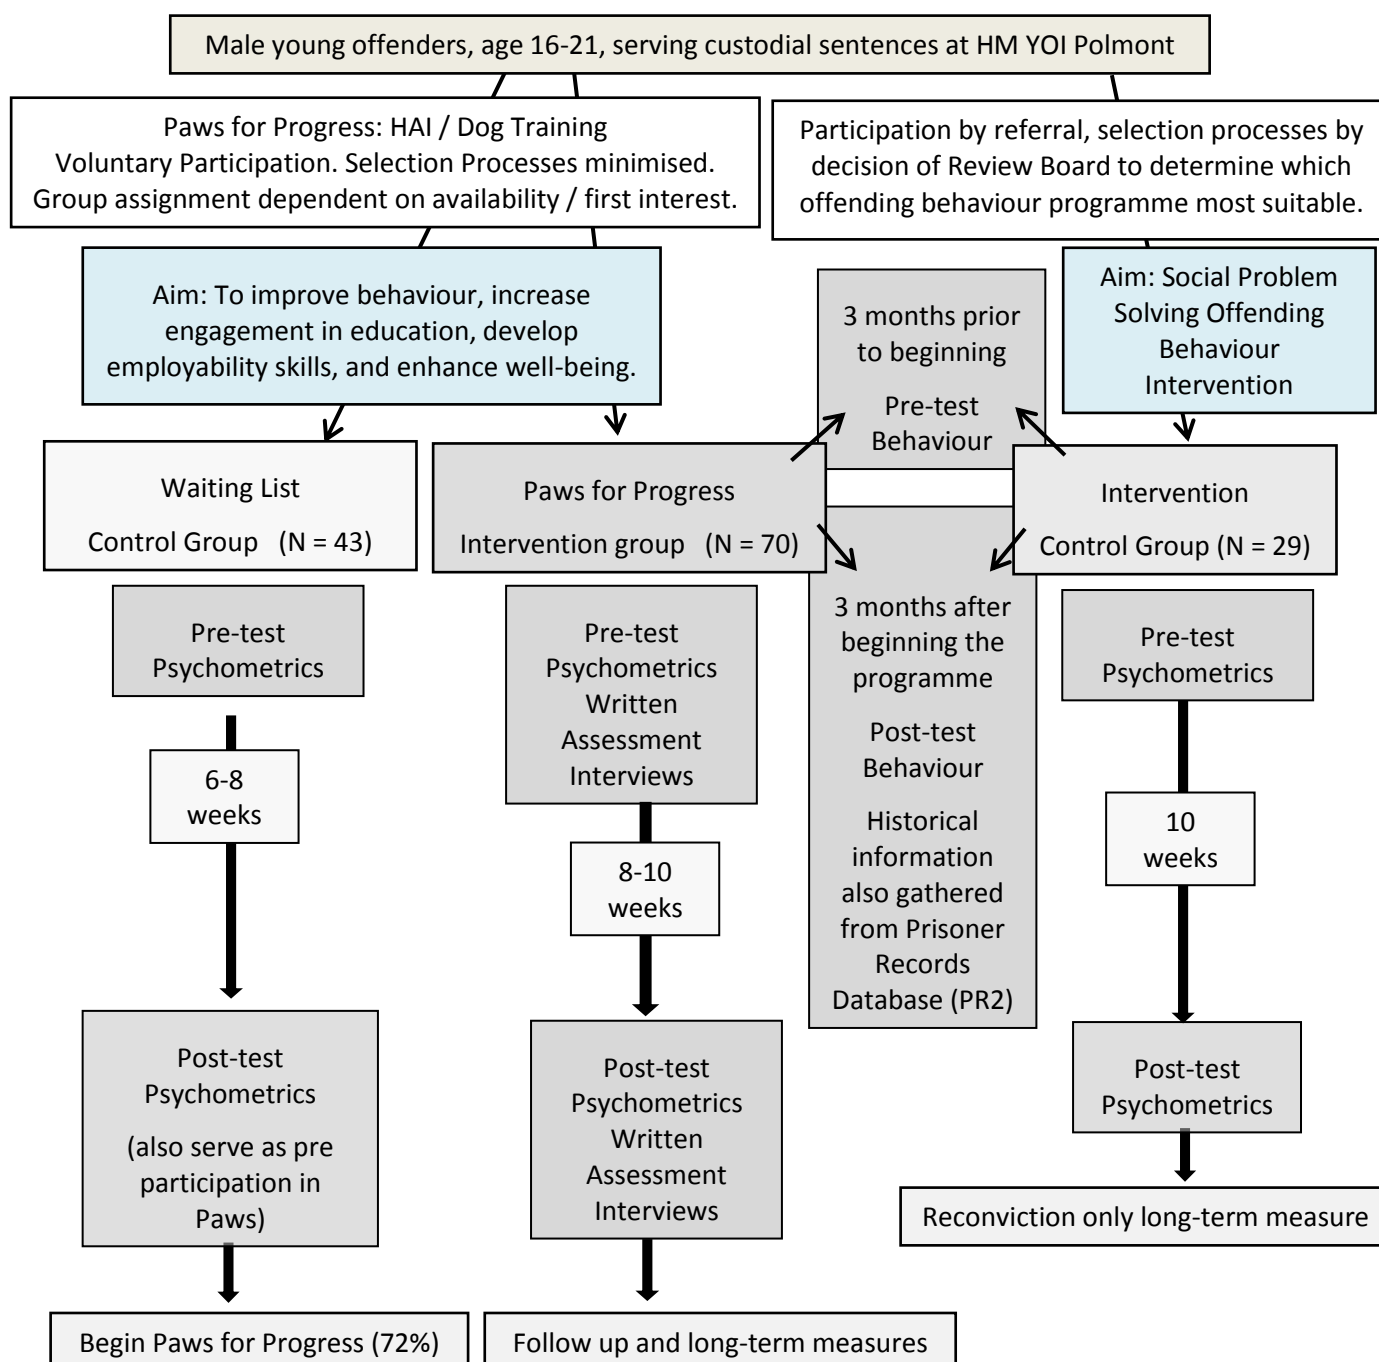 Male young offenders, age 16-21, serving custodial sentences at HM YOI Polmont
Paws for Progress: HAI / Dog Training
Voluntary Participation. Selection Processes minimised.
Group assignment dependent on availability / first interest.
Participation by referral, selection processes by
decision of Review Board to determine which
offending behaviour programme most suitable.
Aim: To improve behaviour, increase
engagement in education, develop
employability skills, and enhance well-being.
3 months prior
to beginning
Pre-test
Behaviour
Aim: Social Problem
Solving Offending
Behaviour
Intervention
Waiting List
Control Group (N = 43)
Paws for Progress
Intervention group (N = 70)
Intervention
Control Group (N = 29)
Pre-test
Psychometrics
Pre-test
Psychometrics
Written
Assessment
Interviews
3 months after
beginning the
programme
Post-test
Behaviour
Historical
information
also gathered
from Prisoner
Records
Database (PR2)
Pre-test
Psychometrics
6-8
weeks
8-10
weeks
10
weeks
Post-test
Psychometrics
(also serve as pre
participation in
Paws)
Post-test
Psychometrics
Written
Assessment
Interviews
Post-test
Psychometrics
Reconviction only long-term measure
Begin Paws for Progress (72%)
Follow up and long-term measures